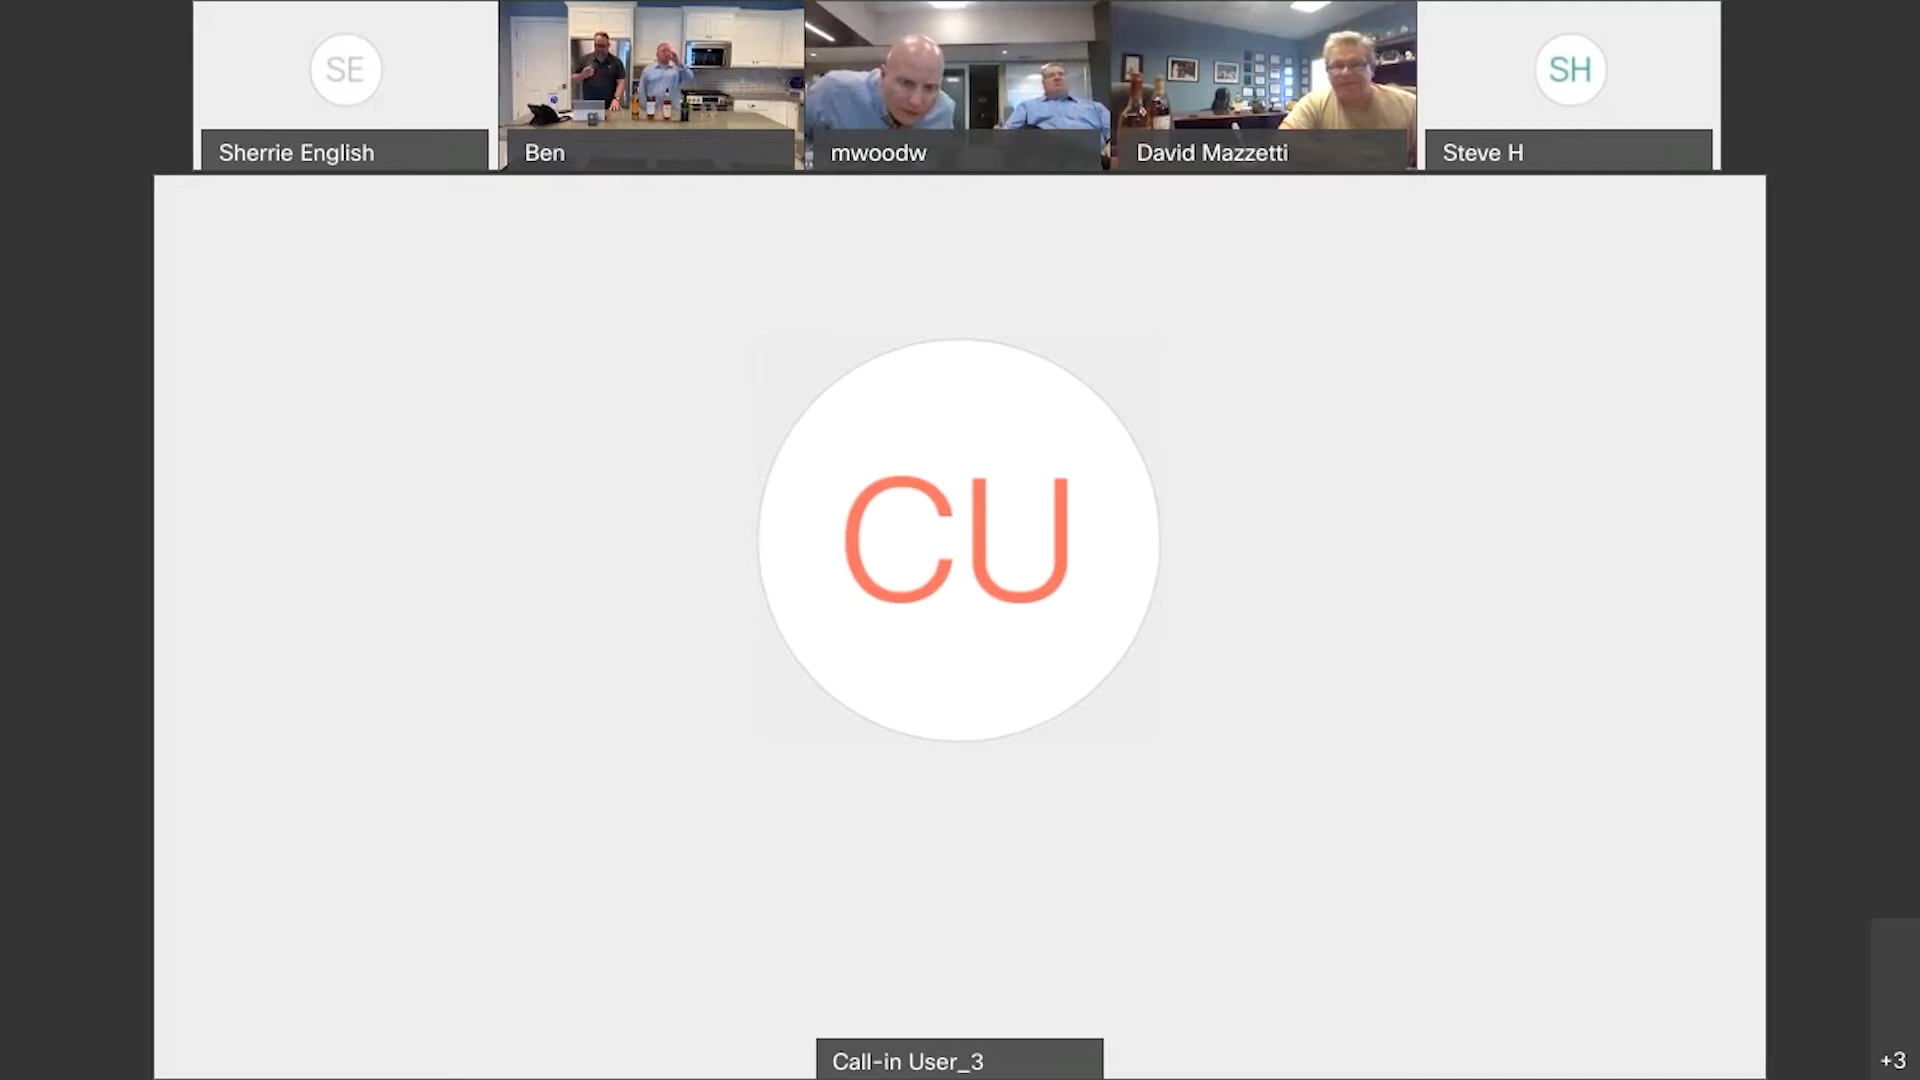 SE
SH
Sherrie English
Ben
mwoodw
David Mazzetti
Steve H
CU
Call-in User_3
+3